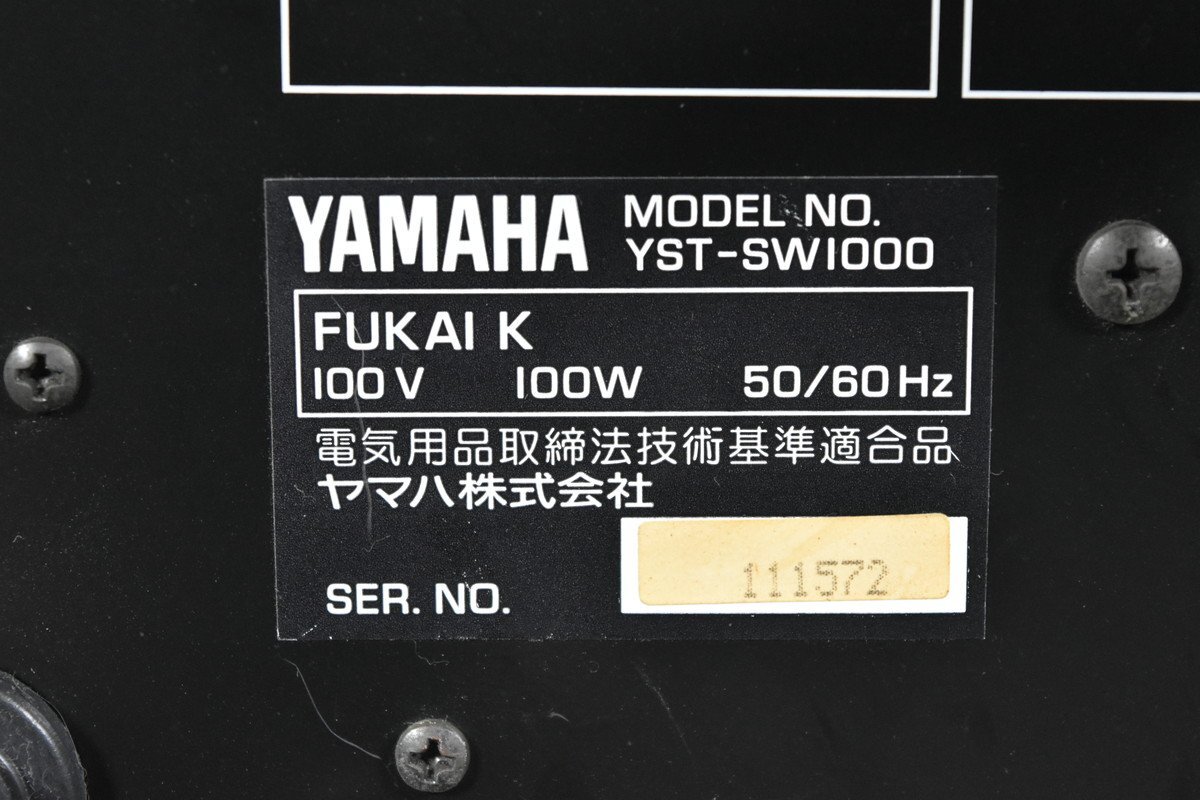 YAMAHA
MODEL NO.
YST-SW1000
FUKAI K
100V 100W 50/60Hz
電気用品取締法技術基準適合品
ヤマハ株式会社
SER. NO. 111572